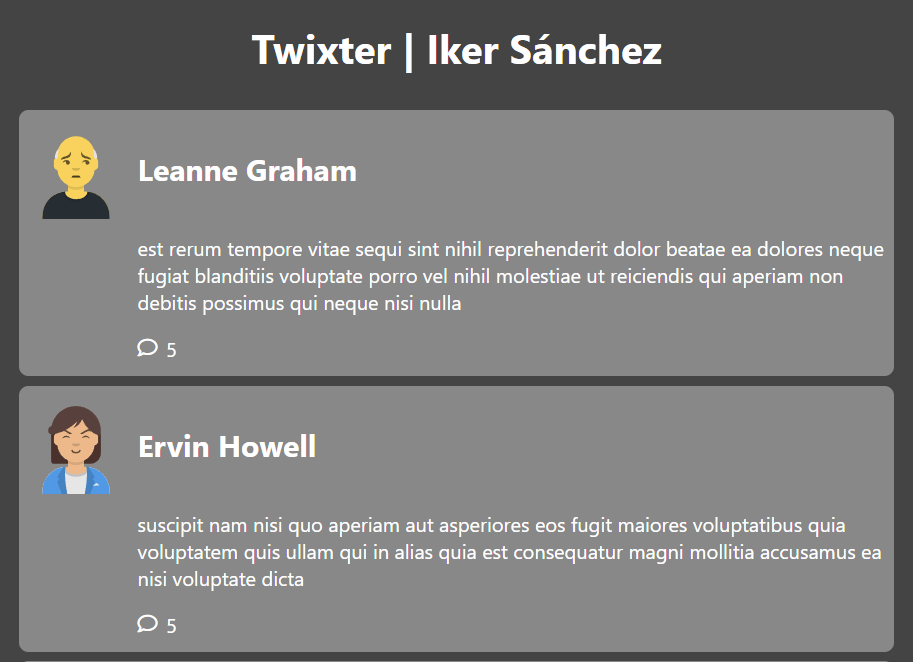 Twixter | Iker Sánchez
Leanne Graham
est rerum tempore vitae sequi sint nihil reprehenderit dolor beatae ea dolores neque
fugiat blanditiis voluptate porro vel nihil molestiae ut reiciendis qui aperiam non
debitis possimus qui neque nisi nulla
5
Ervin Howell
suscipit nam nisi quo aperiam aut asperiores eos fugit maiores voluptatibus quia
voluptatem quis ullam qui in alias quia est consequatur magni mollitia accusamus ea
nisi voluptate dicta
5